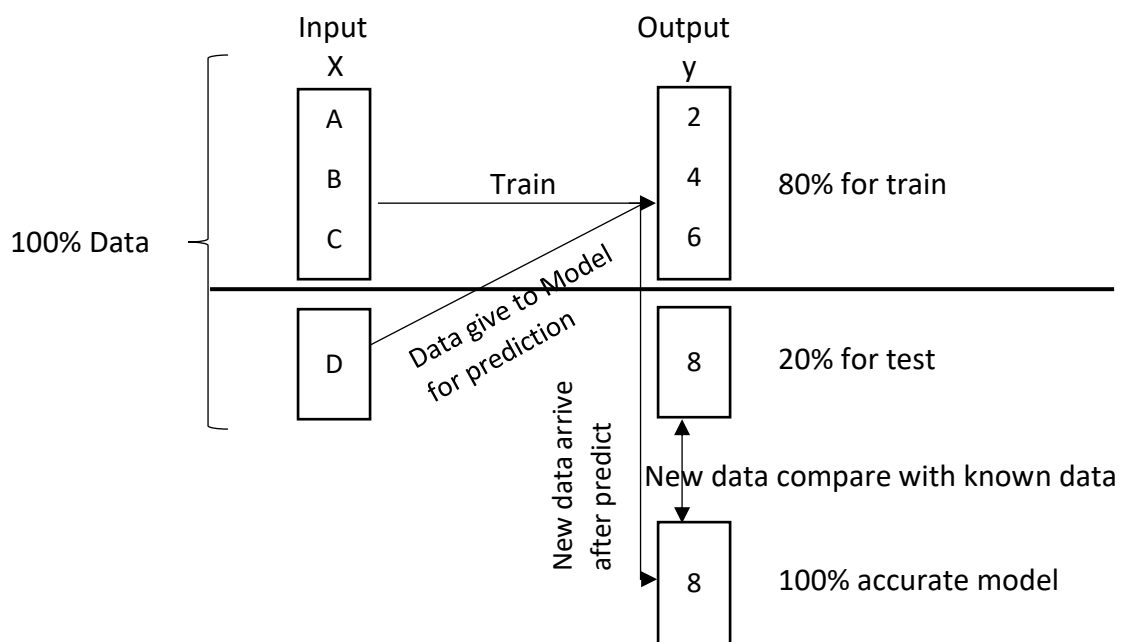 Input
Output
X
y
A
2
B
Train
4
80% for train
C
6
100% Data
Data give to Model
for prediction
D
8
20% for test
New data arrive
after predict
New data compare with known data
8
100% accurate model